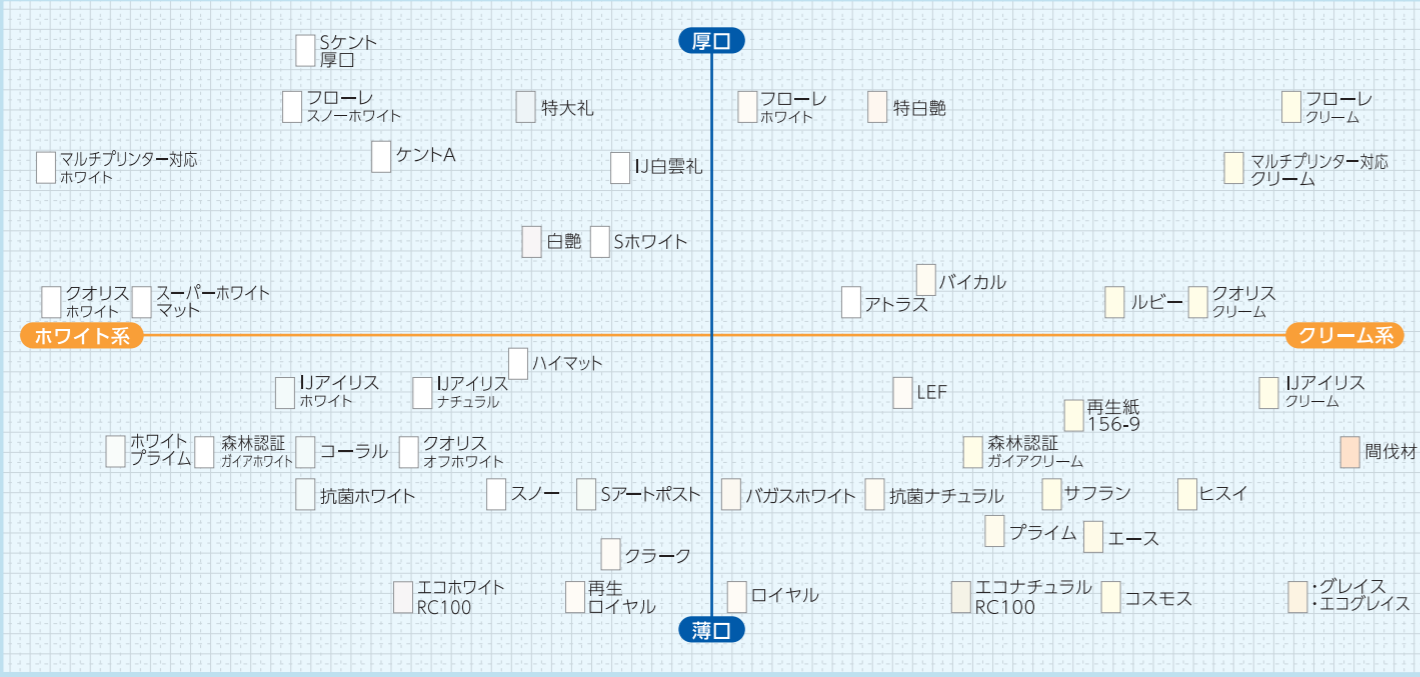 厚口
Sケント
厚口
フローレ
スノーホワイト
特大礼
フローレ
ホワイト
特白艶
フローレ
クリーム
マルチプリンター対応
ホワイト
ケントA
IJ白雲礼
マルチプリンター対応
クリーム
白艶
Sホワイト
クオリス
ホワイト
スーパーホワイト
マット
アトラス
バイカル
ルビー
クオリス
クリーム
ホワイト系
クリーム系
ハイマット
IJアイリス
ホワイト
IJアイリス
ナチュラル
LEF
再生紙
156-9
IJアイリス
クリーム
ホワイト
プライム
森林認証
ガイアホワイト
コーラル
クオリス
オフホワイト
森林認証
ガイアクリーム
間伐材
抗菌ホワイト
スノー
Sアートポスト
バガスホワイト
抗菌ナチュラル
サフラン
ヒスイ
プライム
エース
クラーク
エコホワイト
RC100
再生
ロイヤル
ロイヤル
エコナチュラル
RC100
コスモス
・グレイス
・エコグレイス
薄口